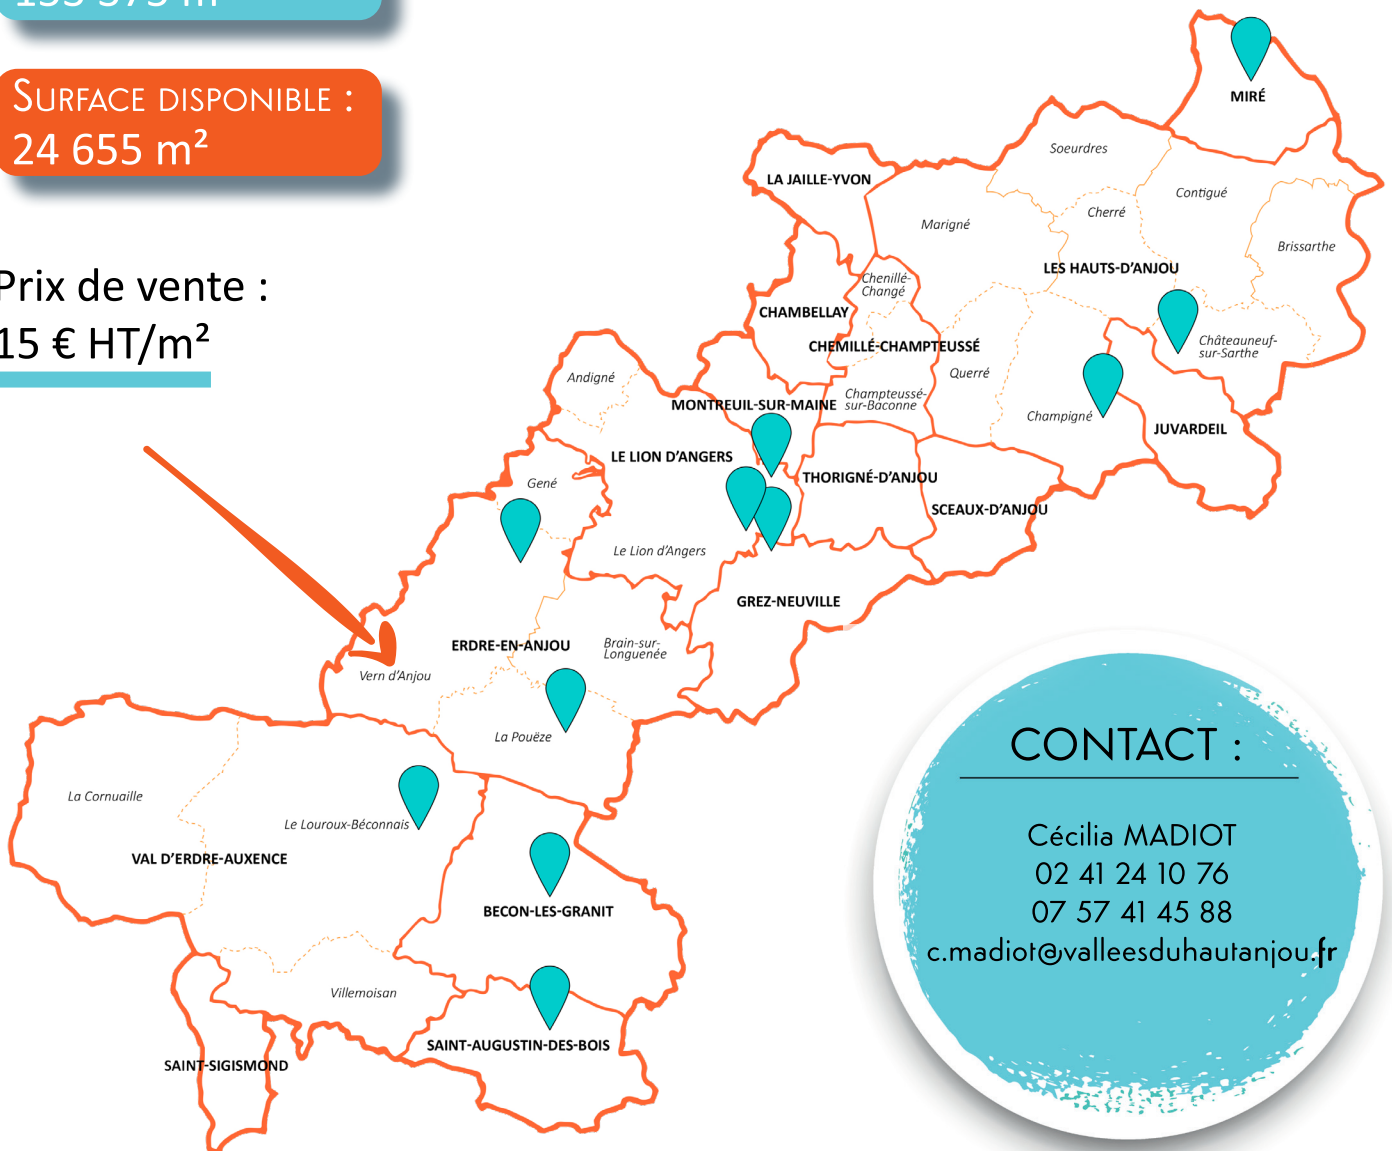 SURFACE DISPONIBLE :
24 655 m²
Prix de vente :
15 € HT/m²
MIRÉ
Soeurdres
LA JAILLE-YVON
Contigué
Cherré
Marigné
Brissarthe
LES HAUTS-D'ANJOU
Chenillé-
Changé
CHAMBELLAY
Châteauneuf-
sur-Sarthe
CHEMILLÉ-CHAMPTEUSSÉ
Querré
Andigné
Champteussé-
sur-Baconne
MONTREUIL-SUR-MAINE
Champigné
JUVARDEIL
LE LION D'ANGERS
THORIGNÉ-D'ANJOU
Gené
SCEAUX-D'ANJOU
Le Lion d'Angers
GREZ-NEUVILLE
ERDRE-EN-ANJOU
Brain-sur-
Longuenée
Vern d'Anjou
La Pouëze
La Cornuaille
Le Louroux-Béconnais
VAL D'ERDRE-AUXENCE
BECON-LES-GRANIT
Villemoisan
SAINT-AUGUSTIN-DES-BOIS
SAINT-SIGISMOND
CONTACT :
Cécilia MADIOT
02 41 24 10 76
07 57 41 45 88
c.madiot@valleesduhautanjou.fr